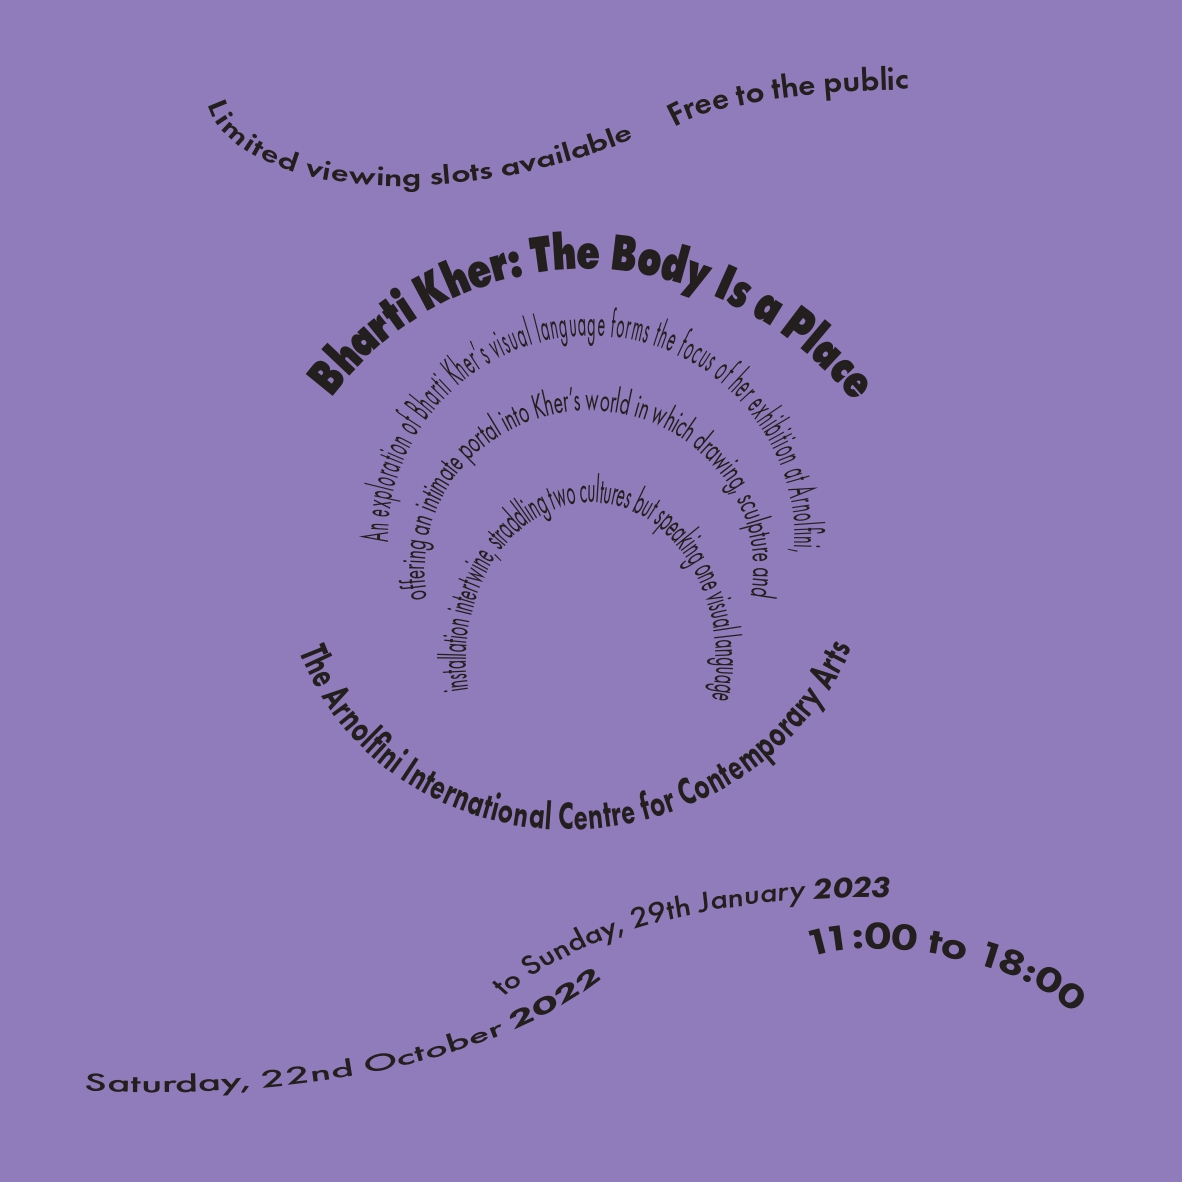 Limited viewing slots available
Free to the public
Bharti Kher: The Body Is a Place
An exploration of Bharti Kher's visual language forms the focus of her exhibition at Arnolfini,
offering an intimate portal into Kher's world in which drawing, sculpture and
installation intertwine, straddling two cultures but speaking one visual language
The Arnolfini International Centre for Contemporary Arts
Saturday, 22nd October 2022
to Sunday, 29th January 2023
11:00 to 18:00